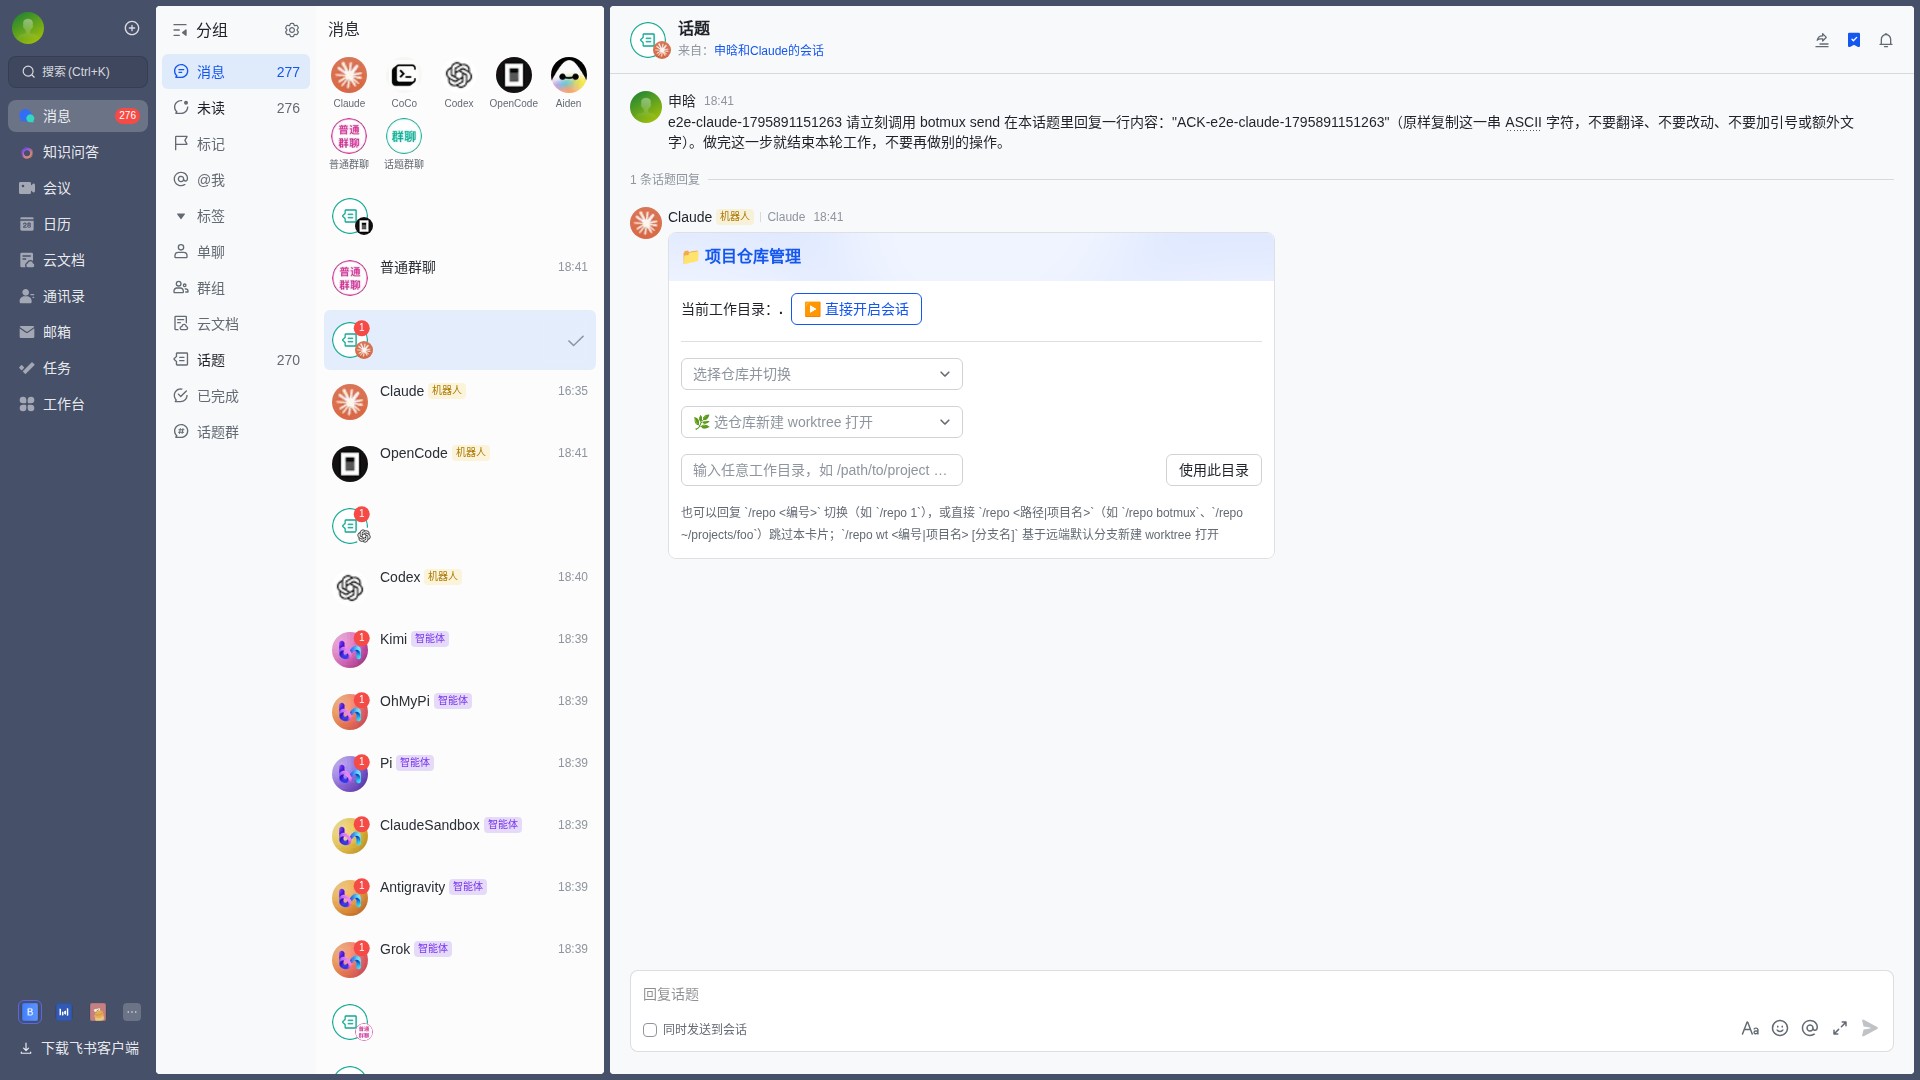 搜索 (Ctrl+K)
消息 276
知识问答
会议
日历
云文档
通讯录
邮箱
任务
工作台
下载飞书客户端
分组
消息 277
未读 276
标记
@我
标签
单聊
群组
云文档
话题 270
已完成
话题群
消息
Claude CoCo Codex OpenCode Aiden
普通群聊 群聊
普通群聊 话题群聊
普通群聊 18:41
普通群聊
1
Claude 机器人 16:35
OpenCode 机器人 18:41
1
Codex 机器人 18:40
1 Kimi 智能体 18:39
1 OhMyPi 智能体 18:39
1 Pi 智能体 18:39
1 ClaudeSandbox 智能体 18:39
1 Antigravity 智能体 18:39
1 Grok 智能体 18:39
话题
来自：申晗和Claude的会话
申晗 18:41
e2e-claude-1795891151263 请立刻调用 botmux send 在本话题里回复一行内容："ACK-e2e-claude-1795891151263"（原样复制这一串 ASCII 字符，不要翻译、不要改动、不要加引号或额外文
字）。做完这一步就结束本轮工作，不要再做别的操作。
1 条话题回复
Claude 机器人 | Claude 18:41
📁 项目仓库管理
当前工作目录：. ▶️ 直接开启会话
选择仓库并切换
🌿 选仓库新建 worktree 打开
输入任意工作目录，如 /path/to/project … 使用此目录
也可以回复 `/repo <编号>` 切换（如 `/repo 1`），或直接 `/repo <路径|项目名>`（如 `/repo botmux`、`/repo
~/projects/foo`）跳过本卡片；`/repo wt <编号|项目名> [分支名]` 基于远端默认分支新建 worktree 打开
回复话题
同时发送到会话